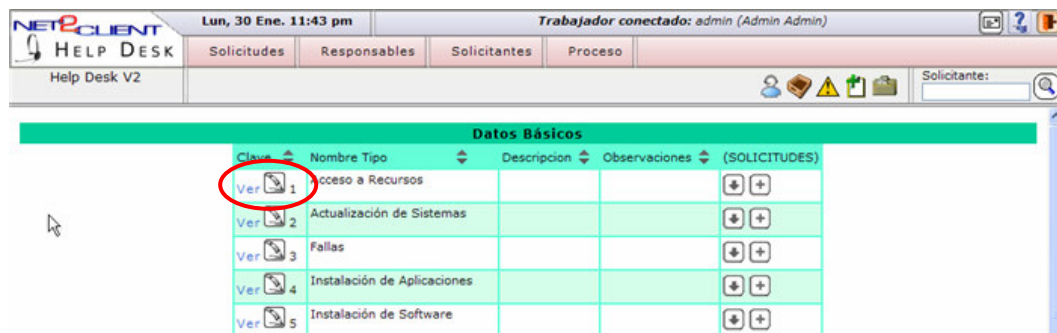 NET2CLIENT Lun, 30 Ene. 11:43 pm Trabajador conectado: admin (Admin Admin)
HELP DESK Solicitudes Responsables Solicitantes Proceso
Help Desk V2 Solicitante:
Datos Básicos
Clave Nombre Tipo Descripcion Observaciones (SOLICITUDES)
Ver 1 Acceso a Recursos
Ver 2 Actualización de Sistemas
Ver 3 Fallas
Ver 4 Instalación de Aplicaciones
Ver 5 Instalación de Software